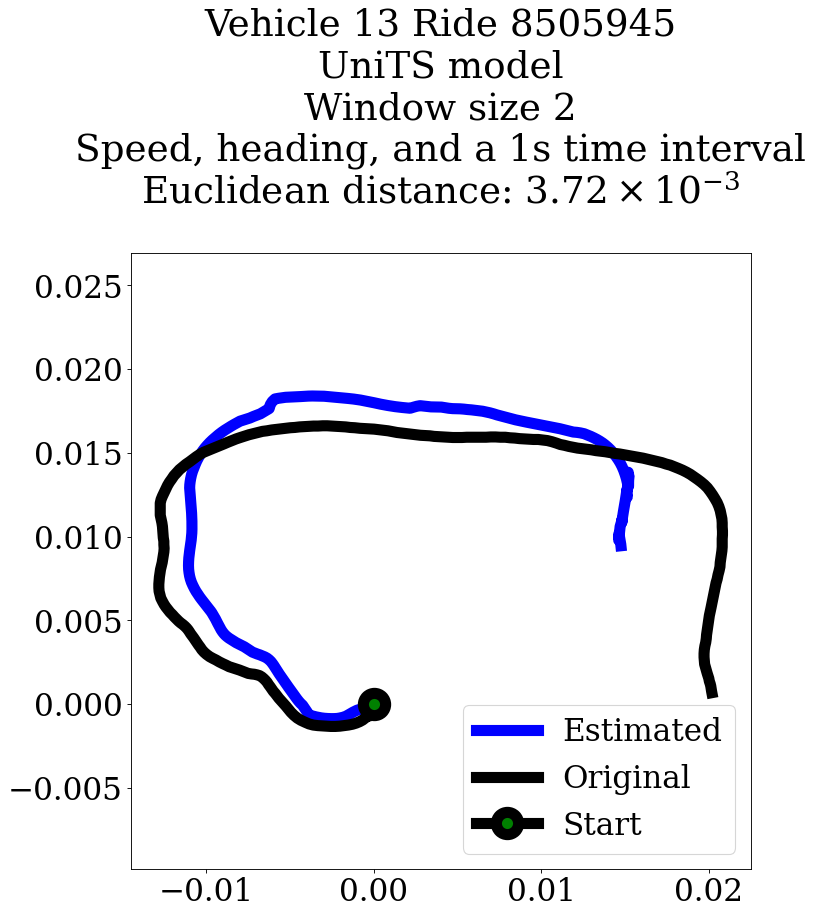 Vehicle 13 Ride 8505945
UniTS model
Window size 2
Speed, heading, and a 1s time interval
Euclidean distance: 3.72 × 10⁻³
0.025
0.020
0.015
0.010
0.005
0.000
−0.005
−0.01 0.00 0.01 0.02
Estimated
Original
Start